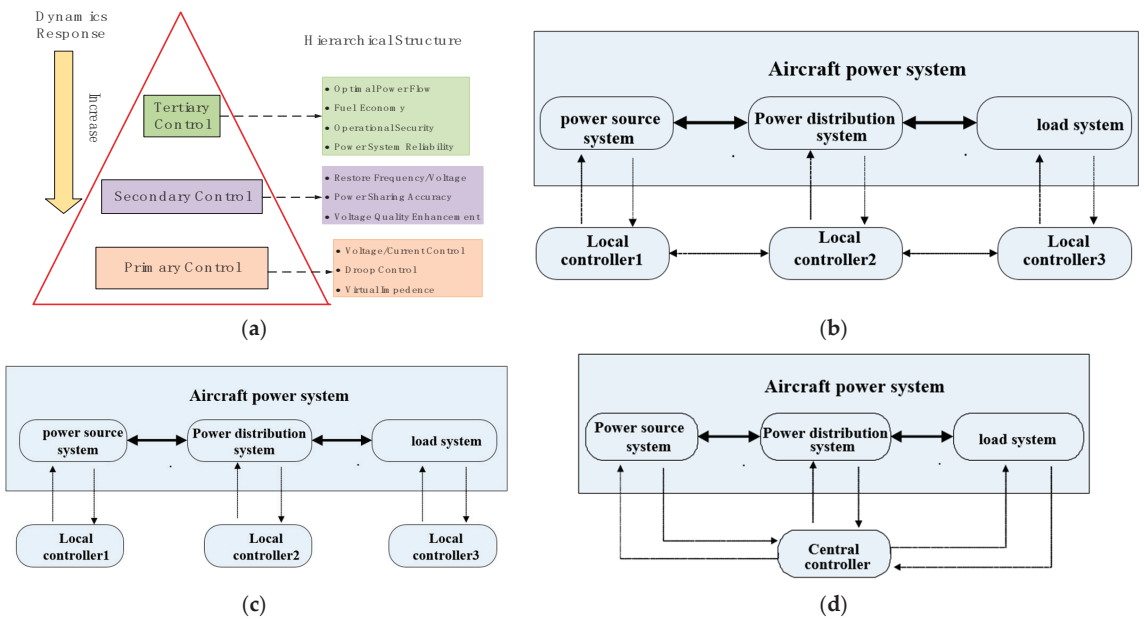 Dynamics
Response
Increase
Hierarchical Structure
Tertiary
Control
• Optimal Power Flow
• Fuel Economy
• Operational Security
• Power System Reliability
Secondary Control
• Restore Frequency/Voltage
• Power Sharing Accuracy
• Voltage Quality Enhancement
Primary Control
• Voltage/Current Control
• Droop Control
• Virtual Impedence
(a)
Aircraft power system
power source
system
Power distribution
system
load system
Local
controller1
Local
controller2
Local
controller3
(b)
Aircraft power system
power source
system
Power distribution
system
load system
Local
controller1
Local
controller2
Local
controller3
(c)
Aircraft power system
Power source
system
Power distribution
system
load system
Central
controller
(d)